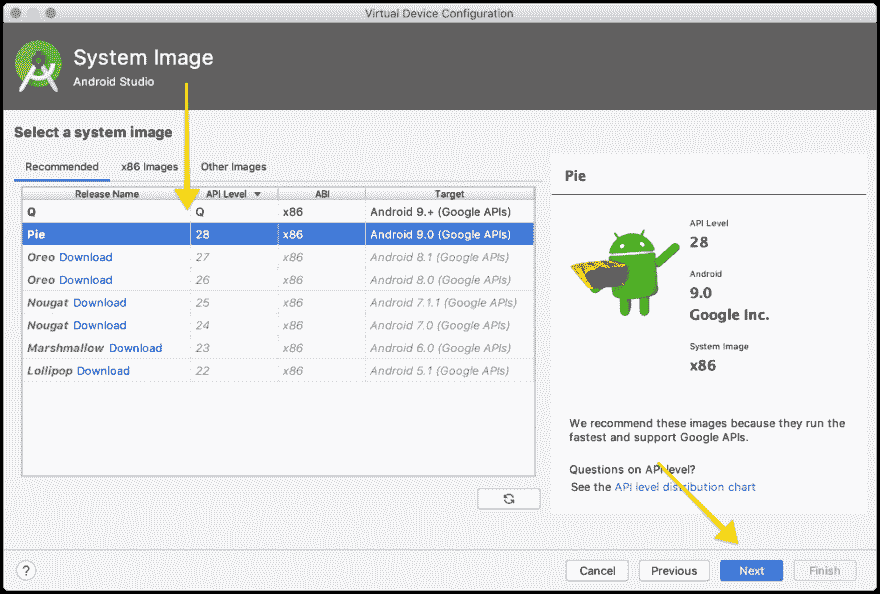 Virtual Device Configuration
System Image
Android Studio
Select a system image
Recommended x86 Images Other Images
Release Name API Level ▼ ABI Target
Q Q x86 Android 9.+ (Google APIs)
Pie 28 x86 Android 9.0 (Google APIs)
Oreo Download 27 x86 Android 8.1 (Google APIs)
Oreo Download 26 x86 Android 8.0 (Google APIs)
Nougat Download 25 x86 Android 7.1.1 (Google APIs)
Nougat Download 24 x86 Android 7.0 (Google APIs)
Marshmallow Download 23 x86 Android 6.0 (Google APIs)
Lollipop Download 22 x86 Android 5.1 (Google APIs)
Pie
API Level
28
Android
9.0
Google Inc.
System Image
x86
We recommend these images because they run the
fastest and support Google APIs.
Questions on API level?
See the API level distribution chart
? Cancel Previous Next Finish